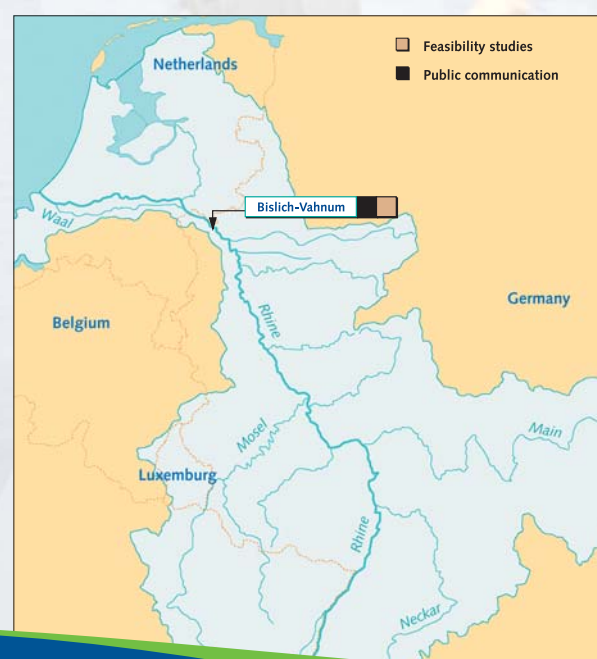 Feasibility studies
Public communication
Netherlands
Bislich-Vahnum
Waal
Germany
Belgium
Rhine
Mosel
Main
Luxemburg
Rhine
Neckar